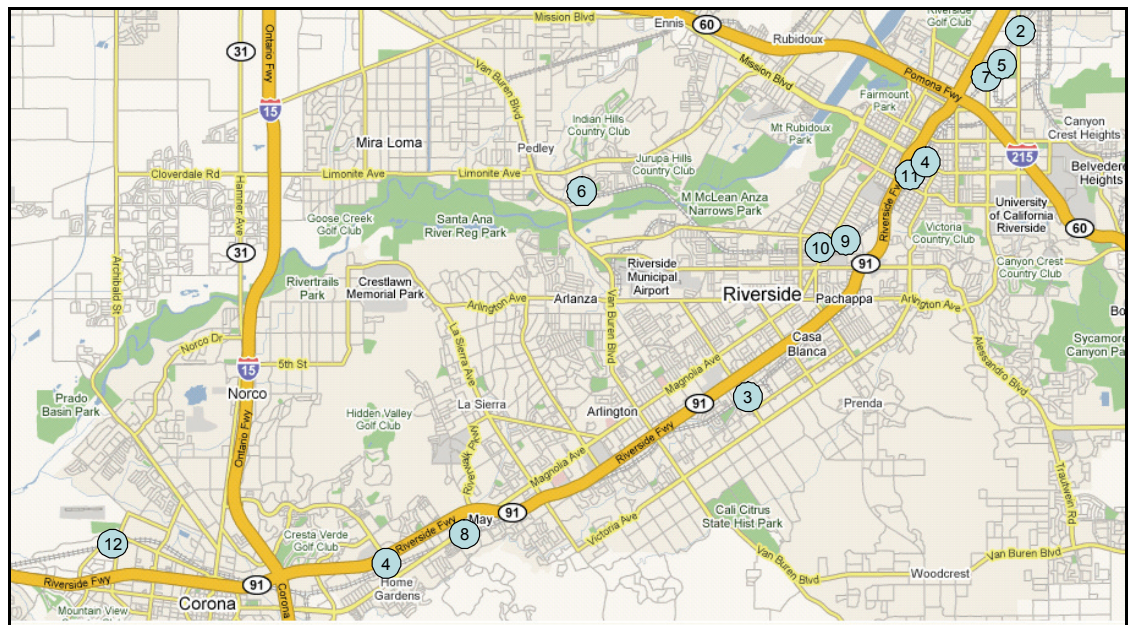 Mission Blvd
Riverside
Golf Club
Ennis
60
2
Rubidoux
31
Ontario Fwy
Van Buren Blvd
Mission Blvd
5
7
Pomona Fwy
Fairmount
Park
15
Indian Hills
Country Club
Mt Rubidoux
Park
Canyon
Crest Heights
Mira Loma
Pedley
215
Jurupa Hills
Country Club
4
11
Belvedere
Heights
Cloverdale Rd
Limonite Ave
Limonite Ave
Hamner Ave
6
M McLean Anza
Narrows Park
Riverside Fwy
University
of California
Riverside
Goose Creek
Golf Club
Santa Ana
River Reg Park
Victoria
Country Club
60
31
10
9
91
Archibald St
Riverside
Municipal
Airport
Canyon Crest
Country Club
Rivertrails
Park
Crestlawn
Memorial Park
Riverside
Pachappa
Arlington Ave
Arlington Ave
Arlanza
Van Buren Blvd
Bo
Norco Dr
La Sierra Ave
Casa
Blanca
Sycamore
Canyon Pa
15
5th St
Magnolia Ave
Alessandro Blvd
Norco
Prado
Basin Park
3
91
La Sierra
Arlington
Prenda
Hidden Valley
Golf Club
Ontario Fwy
Riverside Fwy
Magnolia Ave
Trautwein Rd
91
May
Riverside Fwy
8
Cali Citrus
State Hist Park
Victoria Ave
12
Cresta Verde
Golf Club
4
Home
Gardens
Van Buren Blvd
Van Buren Blvd
Woodcrest
Riverside Fwy
91
Corona
Corona
Mountain View